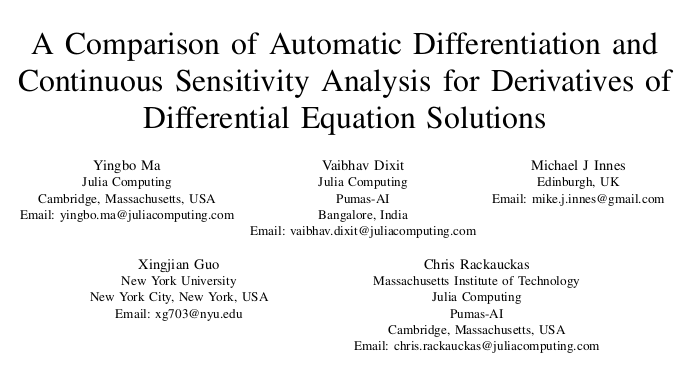 A Comparison of Automatic Differentiation and
Continuous Sensitivity Analysis for Derivatives of
Differential Equation Solutions
Yingbo Ma
Julia Computing
Cambridge, Massachusetts, USA
Email: yingbo.ma@juliacomputing.com
Vaibhav Dixit
Julia Computing
Pumas-AI
Bangalore, India
Email: vaibhav.dixit@juliacomputing.com
Michael J Innes
Edinburgh, UK
Email: mike.j.innes@gmail.com
Xingjian Guo
New York University
New York City, New York, USA
Email: xg703@nyu.edu
Chris Rackauckas
Massachusetts Institute of Technology
Julia Computing
Pumas-AI
Cambridge, Massachusetts, USA
Email: chris.rackauckas@juliacomputing.com